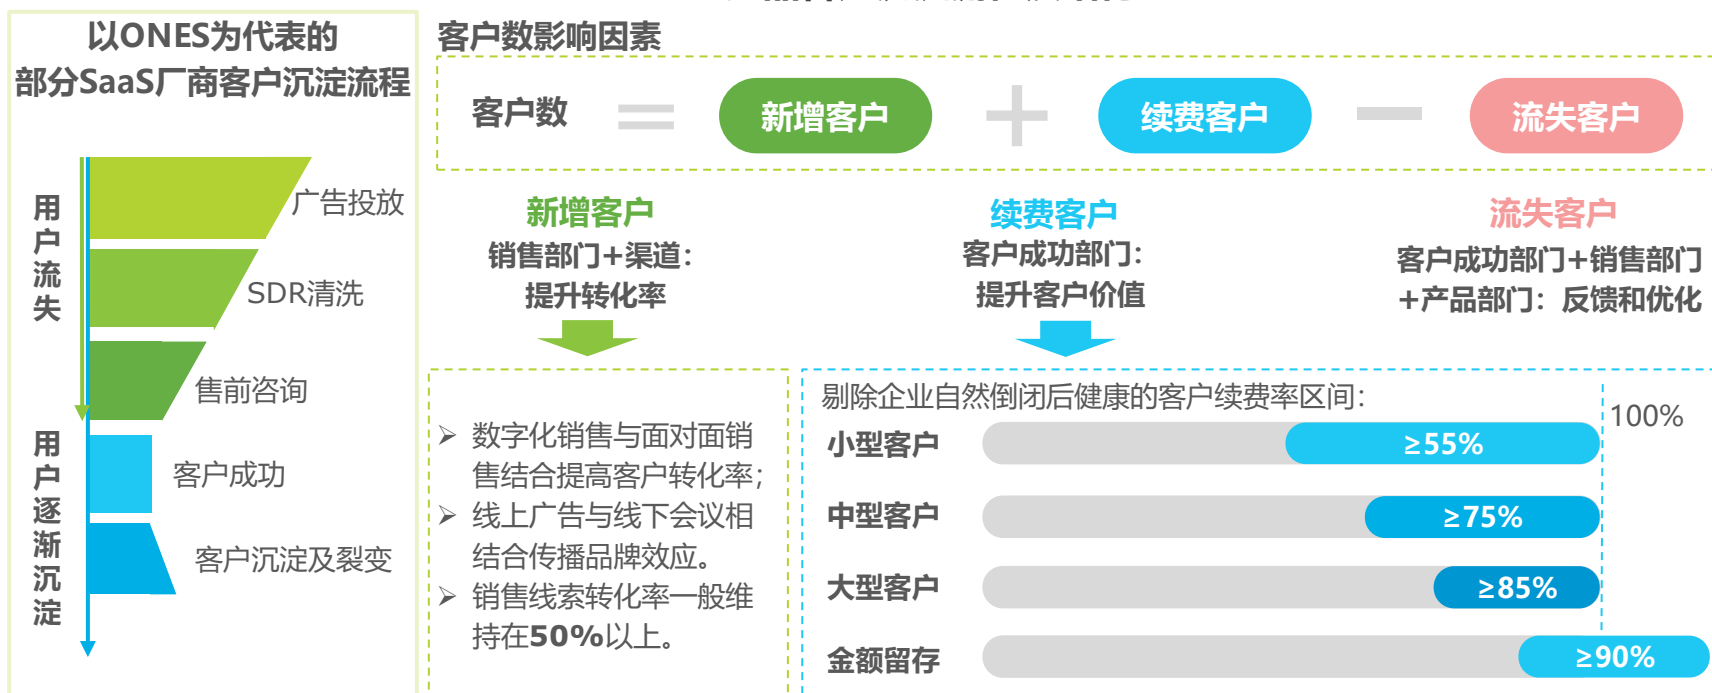 以ONES为代表的
部分SaaS厂商客户沉淀流程
用户流失
用户逐渐沉淀
广告投放
SDR清洗
售前咨询
客户成功
客户沉淀及裂变
客户数影响因素
客户数 = 新增客户 + 续费客户 — 流失客户
新增客户
销售部门+渠道：
提升转化率
续费客户
客户成功部门：
提升客户价值
流失客户
客户成功部门+销售部门
+产品部门：反馈和优化
➢ 数字化销售与面对面销
售结合提高客户转化率；
➢ 线上广告与线下会议相
结合传播品牌效应。
➢ 销售线索转化率一般维
持在50%以上。
剔除企业自然倒闭后健康的客户续费率区间：
100%
小型客户 ≥55%
中型客户 ≥75%
大型客户 ≥85%
金额留存 ≥90%